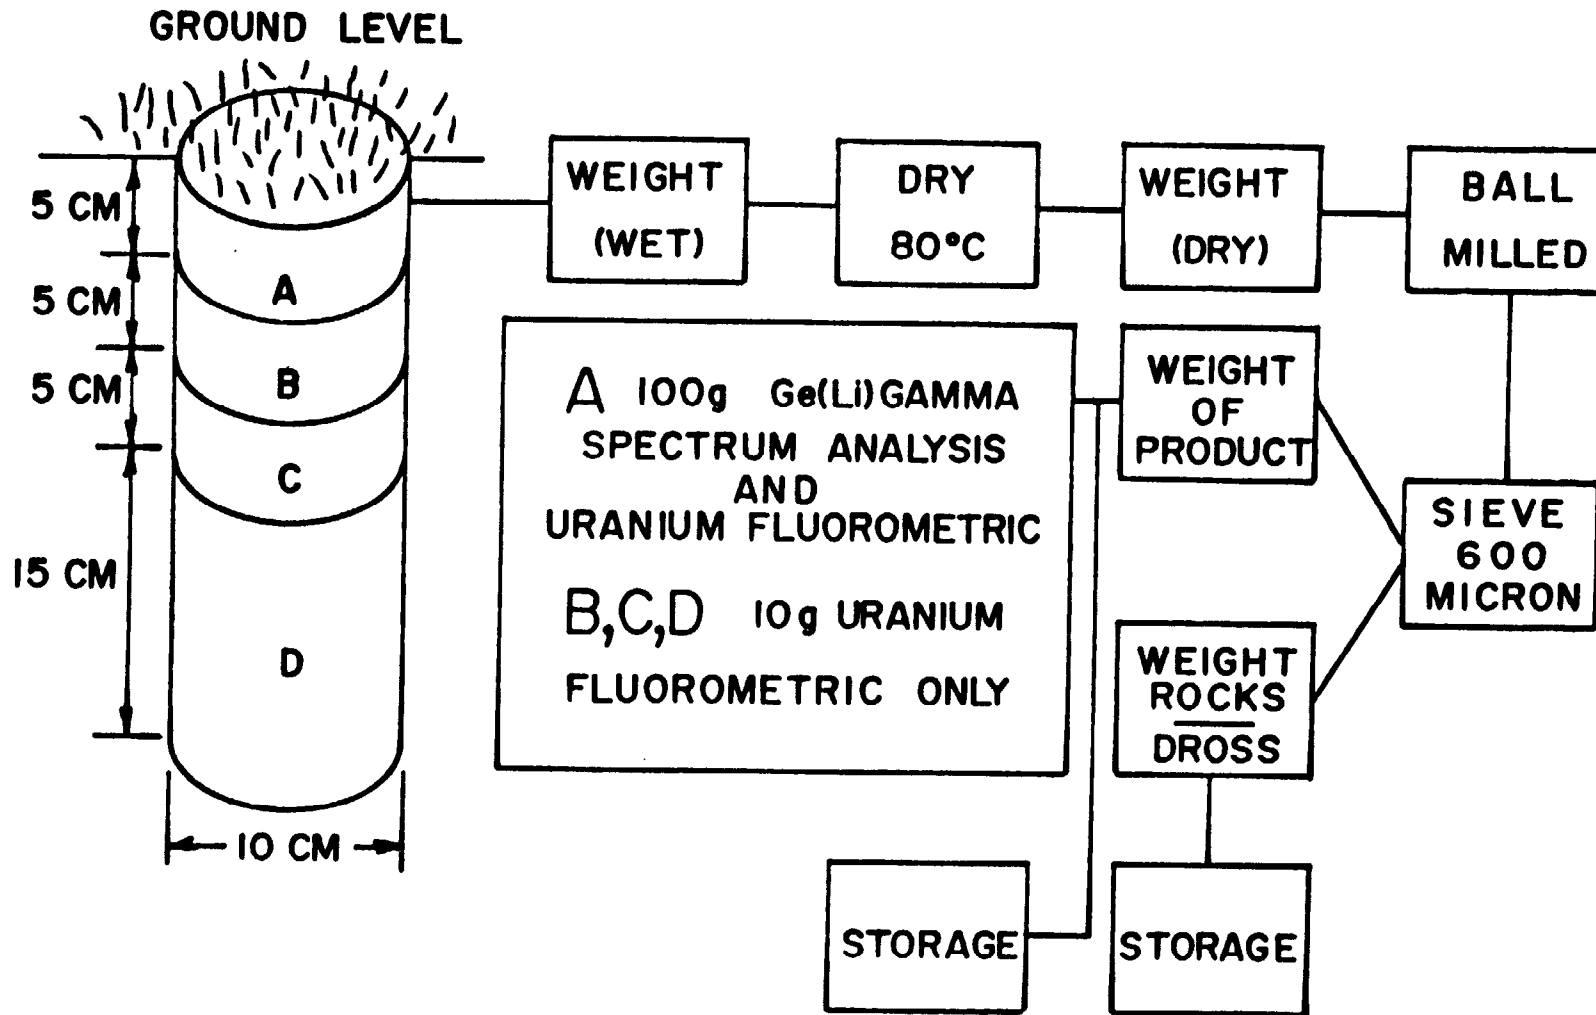 GROUND LEVEL
5 CM
5 CM
5 CM
15 CM
A
B
C
D
10 CM
WEIGHT
(WET)
DRY
80°C
WEIGHT
(DRY)
BALL
MILLED
SIEVE
600
MICRON
WEIGHT
OF
PRODUCT
WEIGHT
ROCKS
DROSS
A 100g Ge(Li) GAMMA
SPECTRUM ANALYSIS
AND
URANIUM FLUOROMETRIC
B,C,D 10g URANIUM
FLUOROMETRIC ONLY
STORAGE
STORAGE